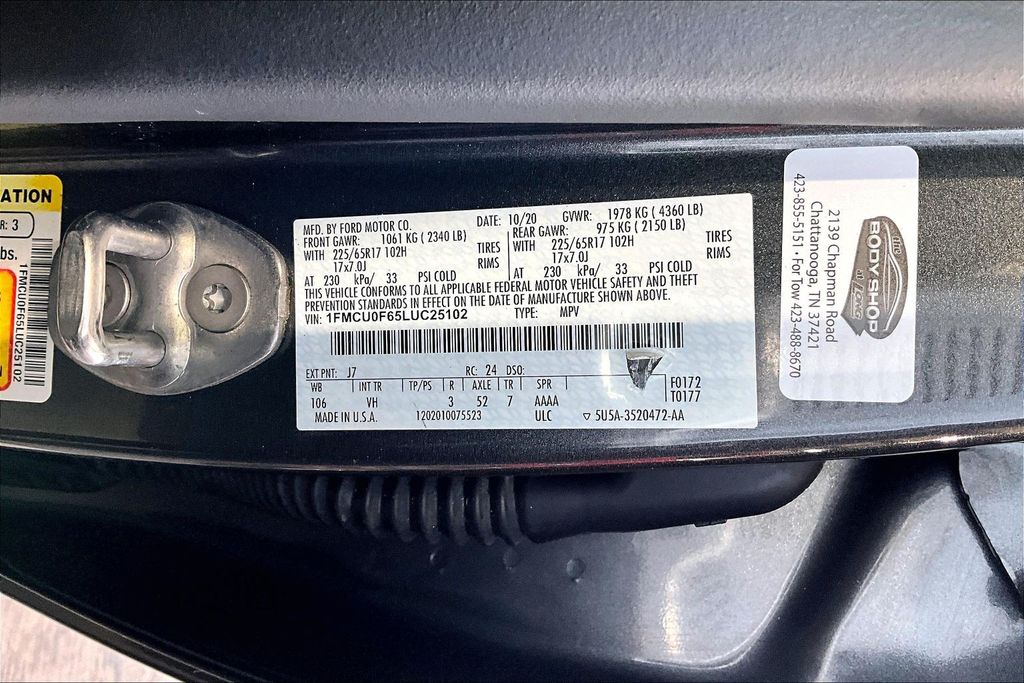 ATION
R: 3
bs.
1FMCU0F65LUC25102
MFD. BY FORD MOTOR CO. DATE: 10/20 GVWR: 1978 KG ( 4360 LB)
FRONT GAWR: 1061 KG ( 2340 LB) REAR GAWR: 975 KG ( 2150 LB)
WITH 225/65R17 102H TIRES WITH 225/65R17 102H TIRES
17x7.0J RIMS 17x7.0J RIMS
AT 230 kPa/ 33 PSI COLD AT 230 kPa/ 33 PSI COLD
THIS VEHICLE CONFORMS TO ALL APPLICABLE FEDERAL MOTOR VEHICLE SAFETY AND THEFT
PREVENTION STANDARDS IN EFFECT ON THE DATE OF MANUFACTURE SHOWN ABOVE.
VIN: 1FMCU0F65LUC25102 TYPE: MPV
EXT PNT: J7 RC: 24 DSO:
WB INT TR TP/PS R AXLE TR SPR F0172
106 VH 3 52 7 AAAA T0177
MADE IN U.S.A. 1202010075523 ULC ▽ 5U5A-3520472-AA
the
BODY SHOP
2139 Chapman Road
Chattanooga, TN 37421
423-855-5151 • For Tow 423-488-8670